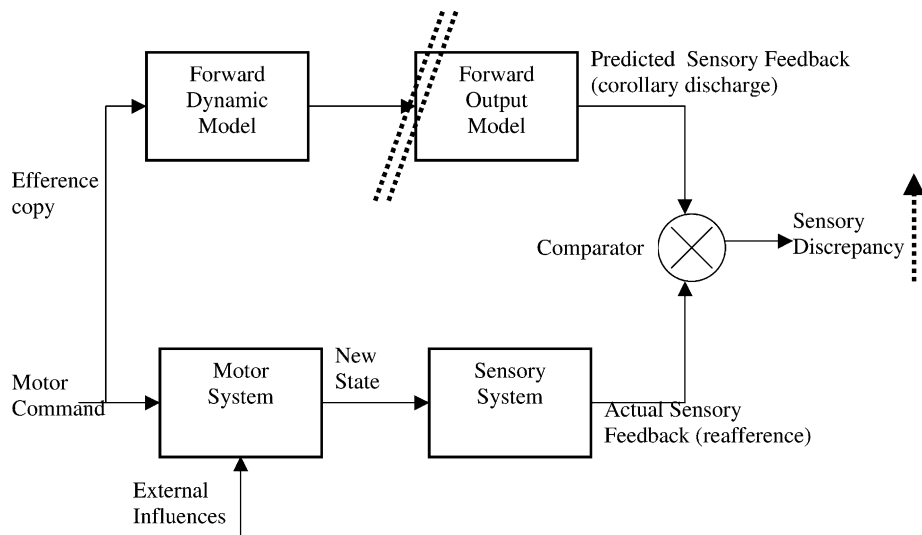 Forward
Dynamic
Model
Forward
Output
Model
Predicted Sensory Feedback
(corollary discharge)
Efference
copy
Comparator
Sensory
Discrepancy
Motor
Command
Motor
System
New
State
Sensory
System
Actual Sensory
Feedback (reafference)
External
Influences